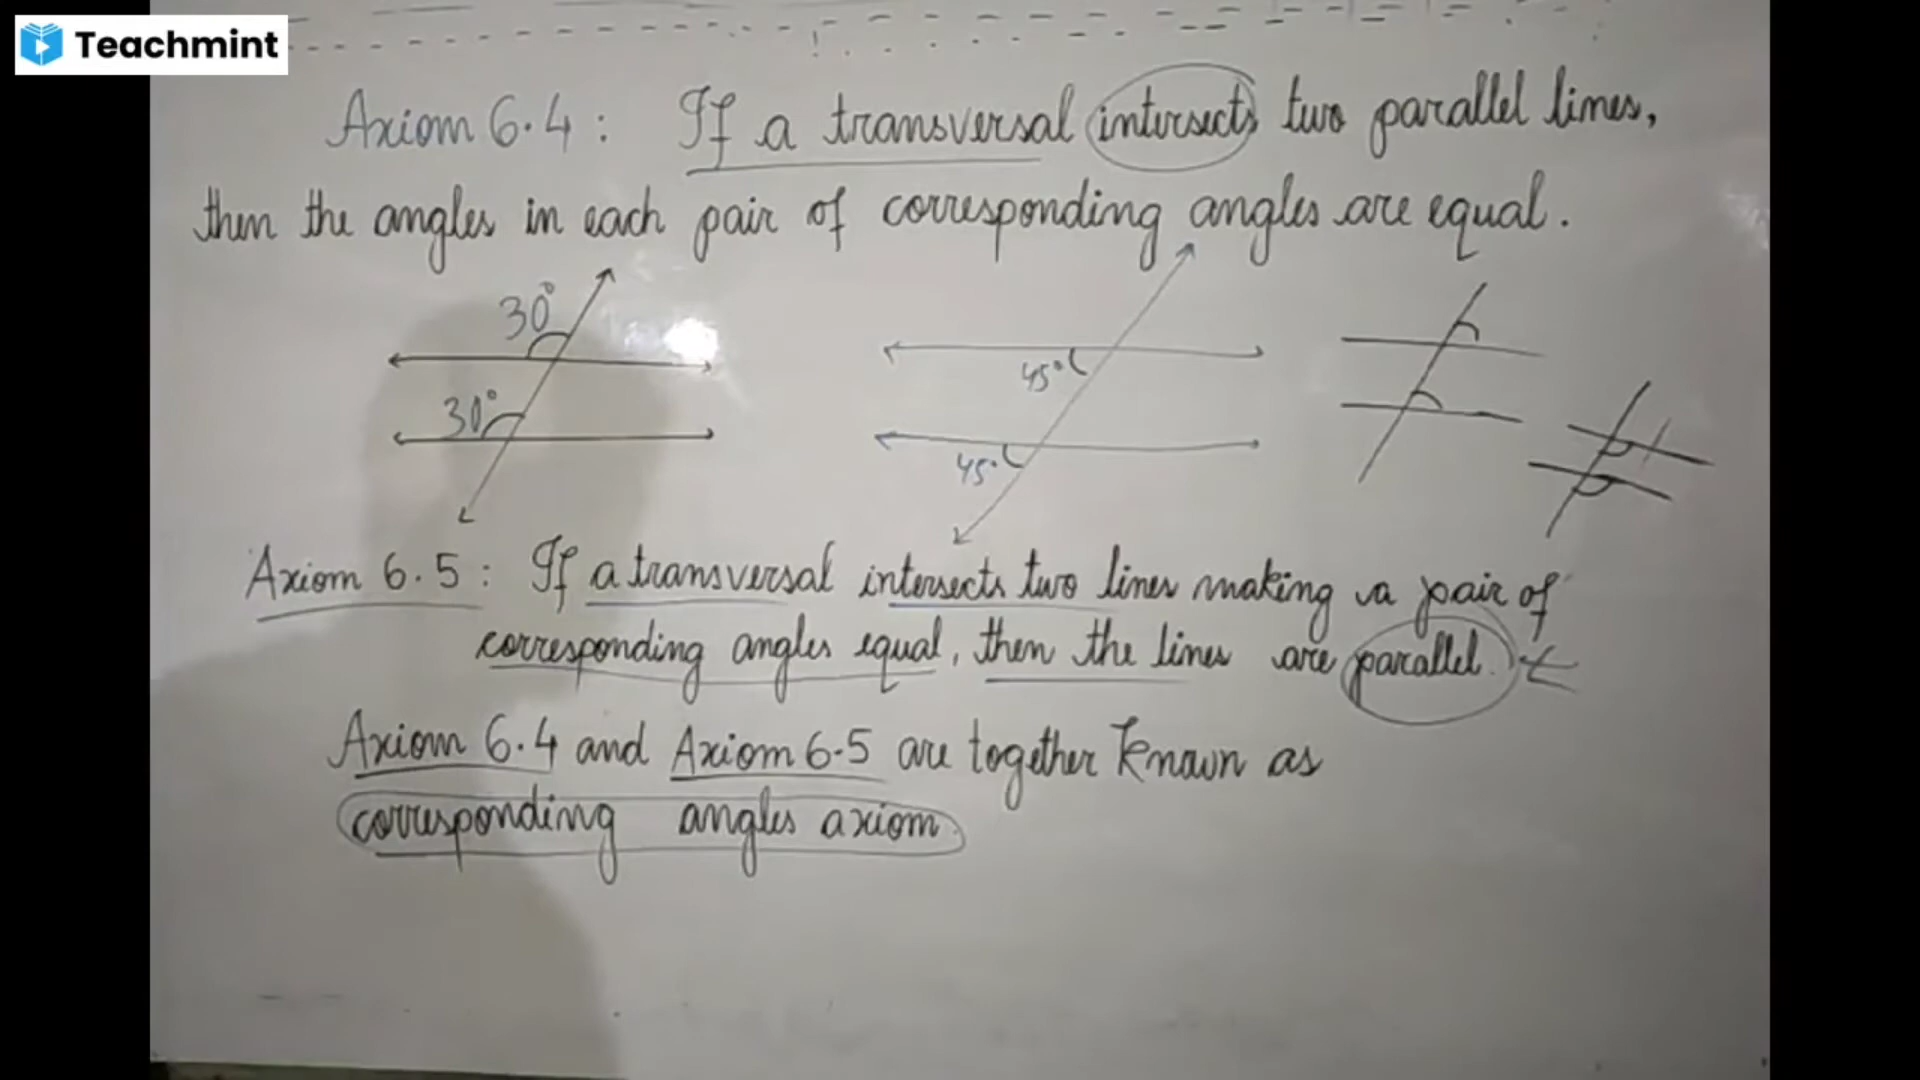 Teachmint
Axiom 6.4 : If a transversal intersects two parallel lines,
then the angles in each pair of corresponding angles are equal.
30°
30°
45°
45°
Axiom 6.5 : If a transversal intersects two lines making a pair of
corresponding angles equal, then the lines are parallel.
Axiom 6.4 and Axiom 6.5 are together known as
corresponding angles axiom.